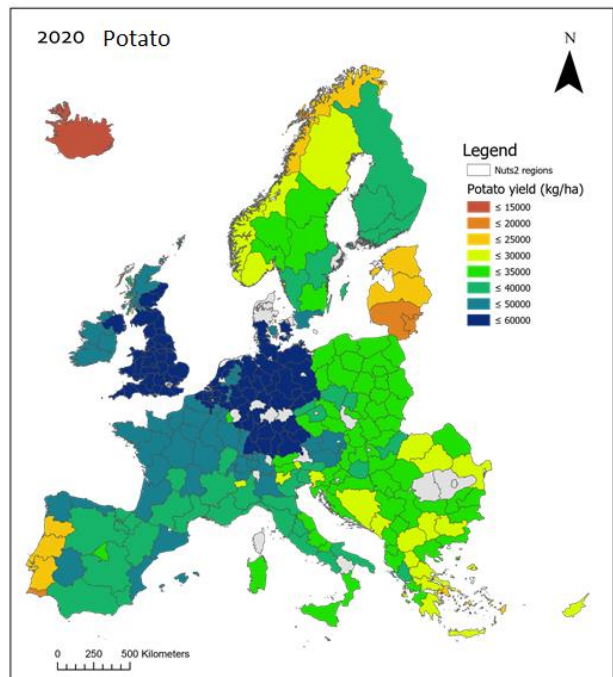 2020 Potato
N
Legend
Nuts2 regions
Potato yield (kg/ha)
≤ 15000
≤ 20000
≤ 25000
≤ 30000
≤ 35000
≤ 40000
≤ 50000
≤ 60000
0 250 500 Kilometers